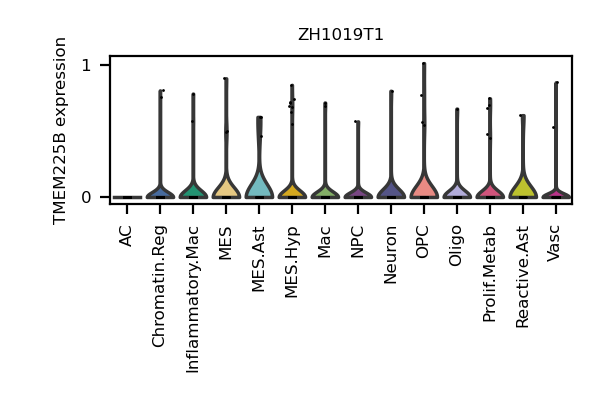 ZH1019T1
TMEM225B expression
1
0
AC
Chromatin.Reg
Inflammatory.Mac
MES
MES.Ast
MES.Hyp
Mac
NPC
Neuron
OPC
Oligo
Prolif.Metab
Reactive.Ast
Vasc